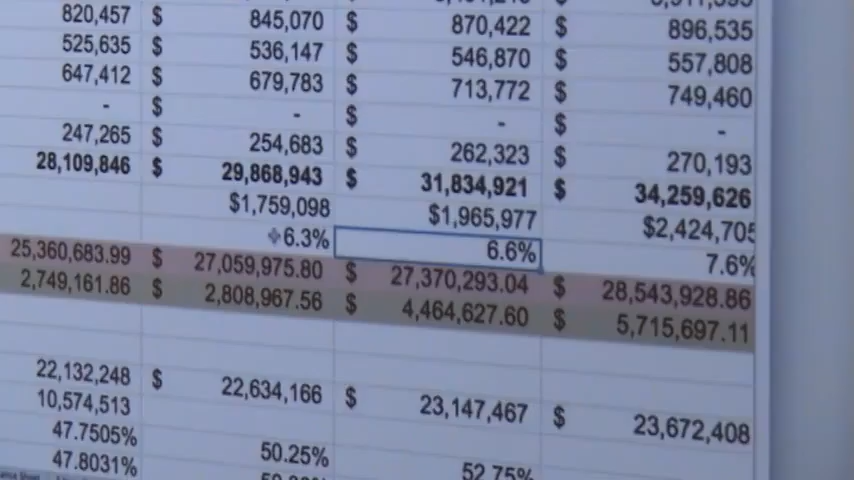 820,457 $ 845,070 $ 870,422 $ 896,535
525,635 $ 536,147 $ 546,870 $ 557,808
647,412 $ 679,783 $ 713,772 $ 749,460
- $ - $ - $ -
247,265 $ 254,683 $ 262,323 $ 270,193
28,109,846 $ 29,868,943 $ 31,834,921 $ 34,259,626
$1,759,098 $1,965,977 $2,424,705
6.3% 6.6% 7.6%
25,360,683.99 $ 27,059,975.80 $ 27,370,293.04 $ 28,543,928.86
2,749,161.86 $ 2,808,967.56 $ 4,464,627.60 $ 5,715,697.11
22,132,248 $ 22,634,166 $ 23,147,467 $ 23,672,408
10,574,513
47.7505% 50.25% 52.75%
47.8031%